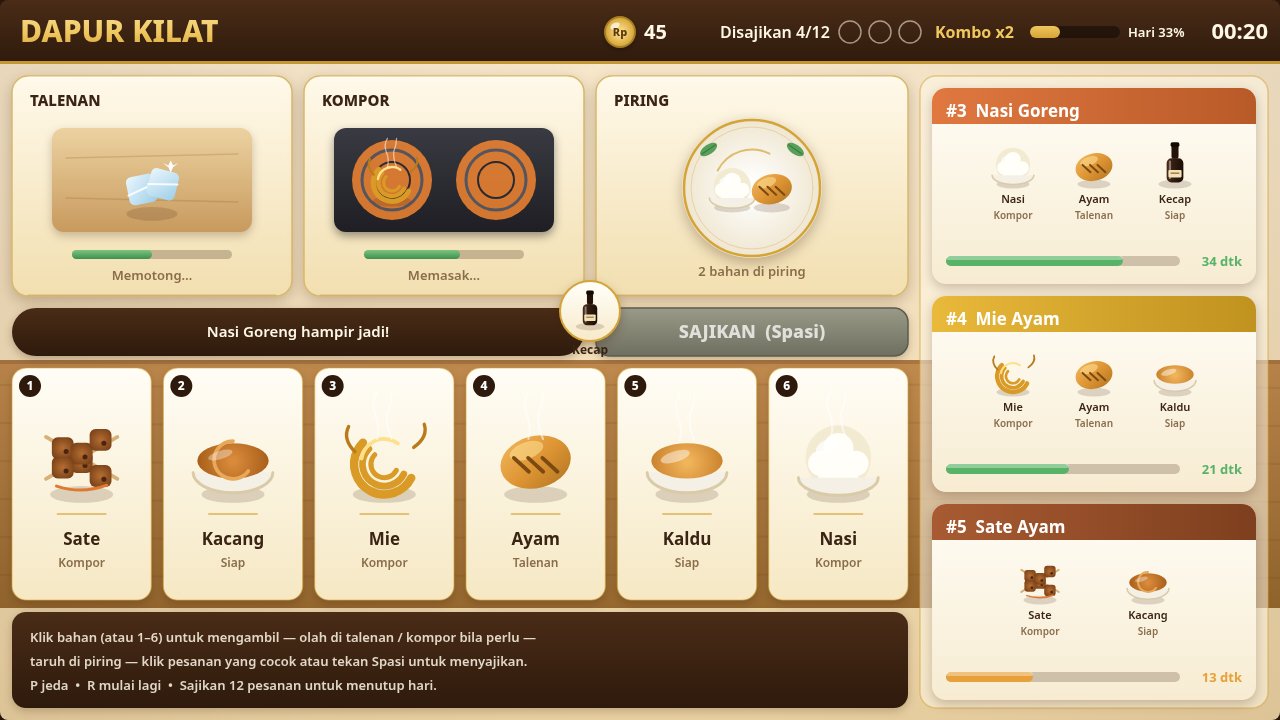 DAPUR KILAT
Rp 45
Disajikan 4/12
Kombo x2
Hari 33%
00:20
TALENAN
Memotong...
KOMPOR
Memasak...
PIRING
2 bahan di piring
Nasi Goreng hampir jadi!
Kecap
SAJIKAN (Spasi)
1
Sate
Kompor
2
Kacang
Siap
3
Mie
Kompor
4
Ayam
Talenan
5
Kaldu
Siap
6
Nasi
Kompor
Klik bahan (atau 1–6) untuk mengambil — olah di talenan / kompor bila perlu —
taruh di piring — klik pesanan yang cocok atau tekan Spasi untuk menyajikan.
P jeda • R mulai lagi • Sajikan 12 pesanan untuk menutup hari.
#3 Nasi Goreng
Nasi Ayam Kecap
Kompor Talenan Siap
34 dtk
#4 Mie Ayam
Mie Ayam Kaldu
Kompor Talenan Siap
21 dtk
#5 Sate Ayam
Sate Kacang
Kompor Siap
13 dtk